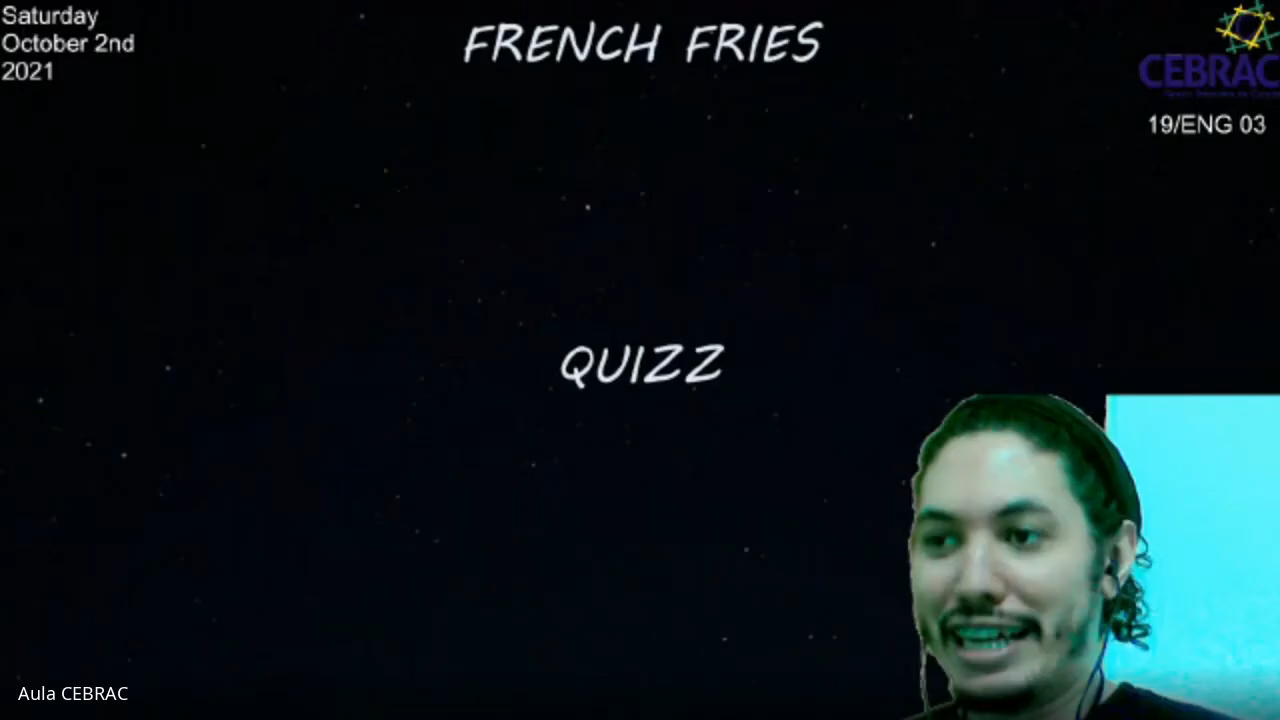 Saturday
October 2nd
2021
FRENCH FRIES
CEBRAC
19/ENG 03
QUIZZ
Aula CEBRAC